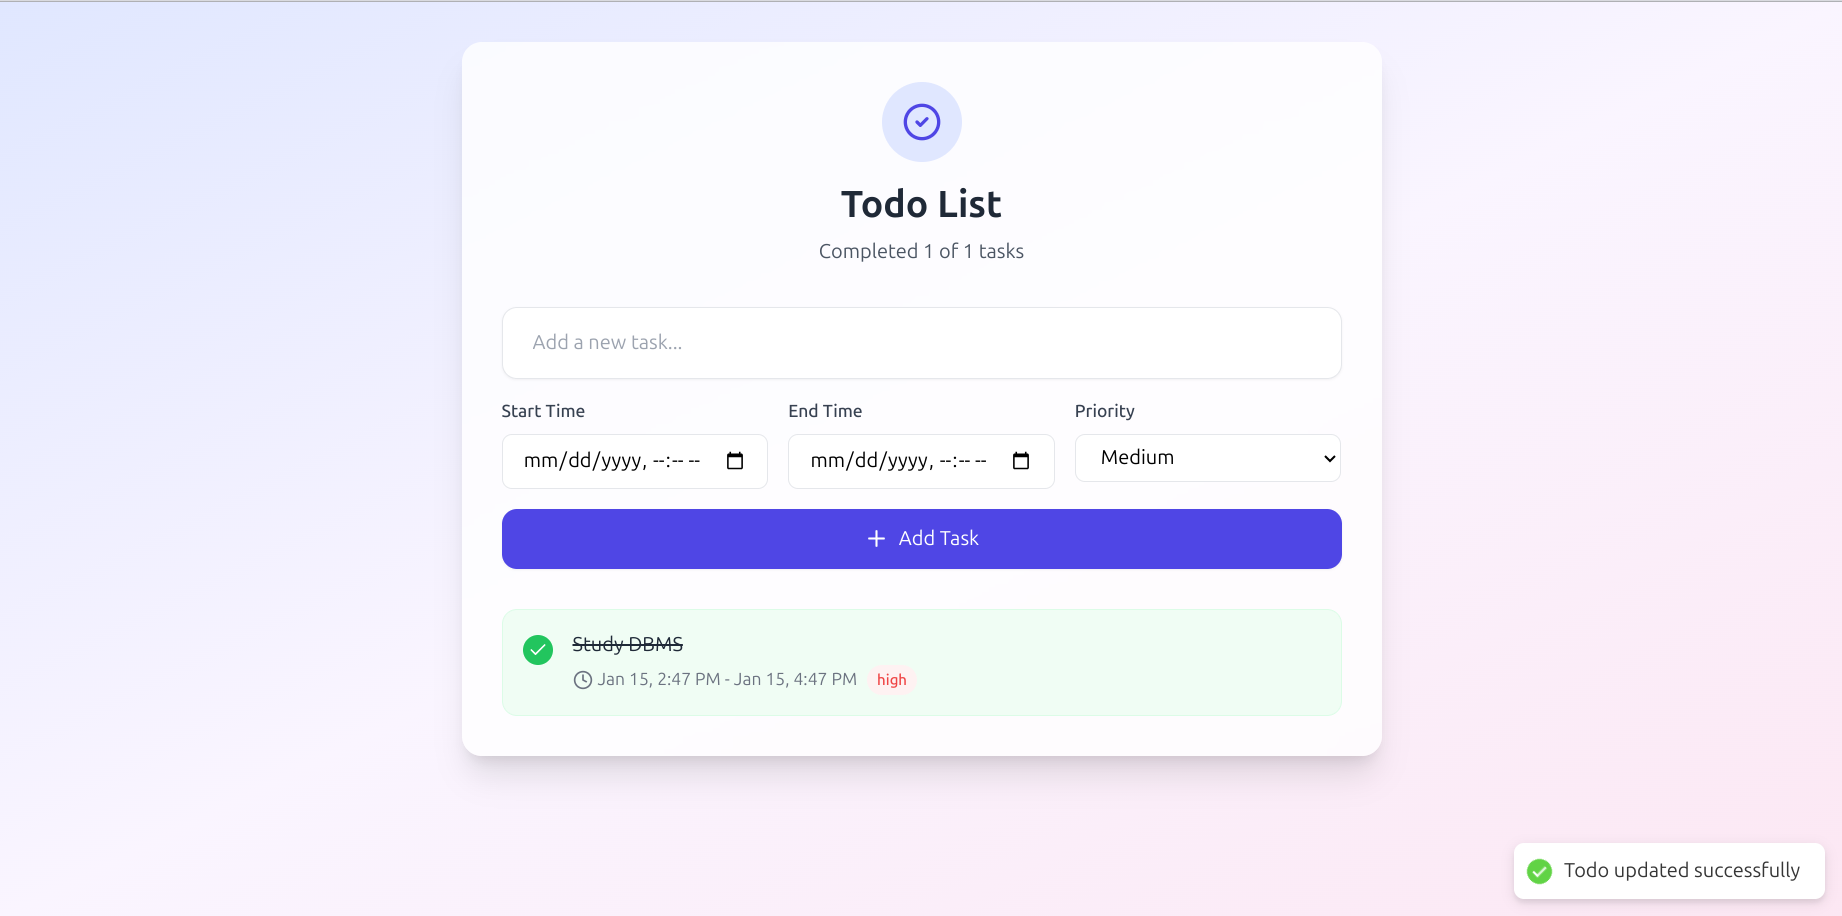 Todo List
Completed 1 of 1 tasks
Add a new task...
Start Time
End Time
Priority
mm/dd/yyyy, --:-- --
mm/dd/yyyy, --:-- --
Medium
Add Task
Study DBMS
Jan 15, 2:47 PM - Jan 15, 4:47 PM
high
Todo updated successfully